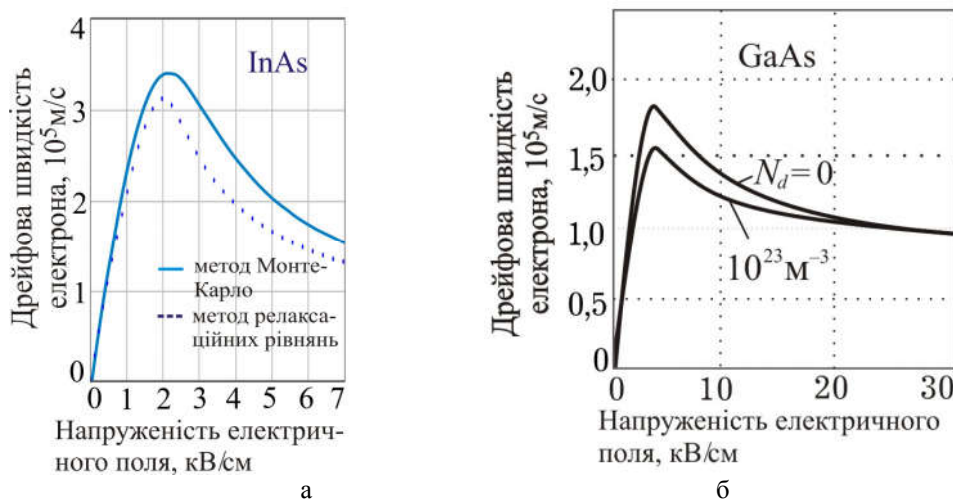 Дрейфова швидкість
електрона, 10⁵м/с
4
3
2
1
0
InAs
метод Монте-
Карло
метод релакса-
ційних рівнянь
0 1 2 3 4 5 6 7
Напруженість електрич-
ного поля, кВ/см
а
Дрейфова швидкість
електрона, 10⁵м/с
2,0
1,5
1,0
0,5
0
GaAs
N_d = 0
10²³м⁻³
0 10 20 30
Напруженість електричного
поля, кВ/см
б